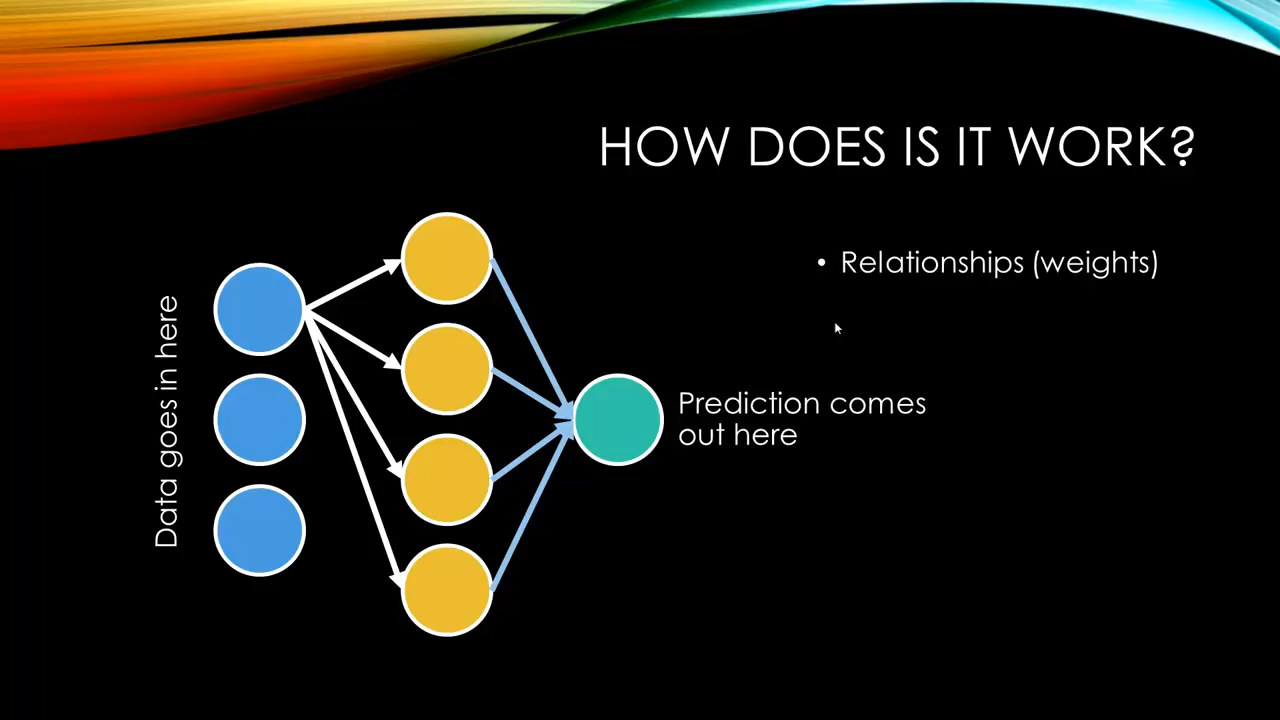 HOW DOES IS IT WORK?
• Relationships (weights)
Data goes in here
Prediction comes
out here